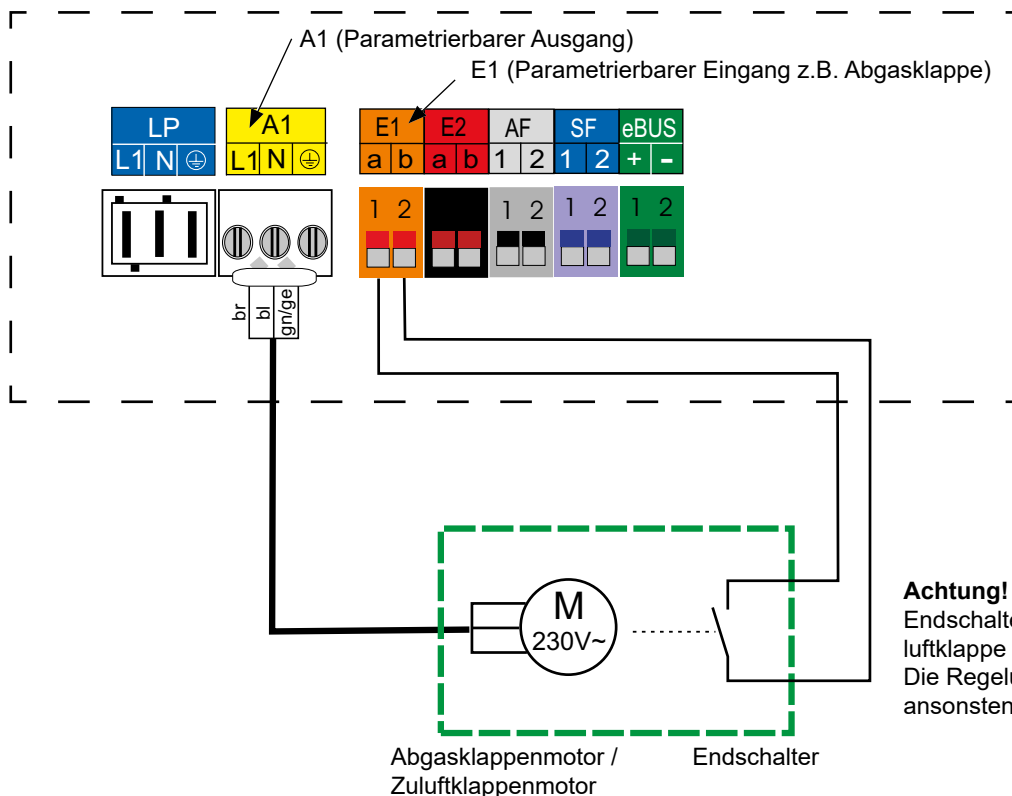 A1 (Parametrierbarer Ausgang)
E1 (Parametrierbarer Eingang z.B. Abgasklappe)
LP A1 E1 E2 AF SF eBUS
L1 N L1 N a b a b 1 2 1 2 + -
1 2 1 2 1 2 1 2
br
bl
gn/ge
M
230V~
Achtung!
luftklappe
ansonsten
Abgasklappenmotor / Endschalter
Zuluftklappenmotor
Die